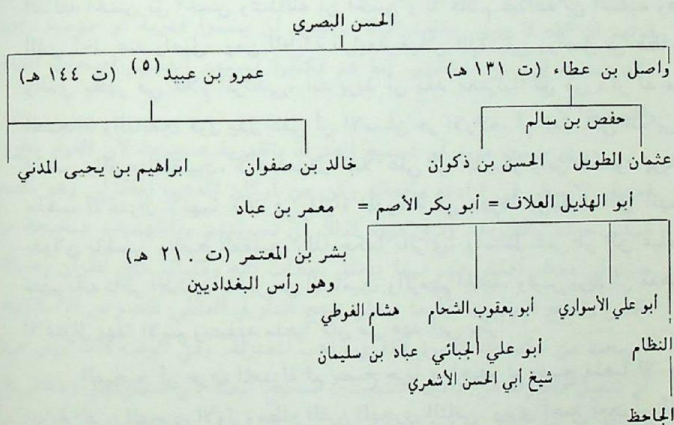 الحسن البصري
واصل بن عطاء (ت ١٣١ هـ) عمرو بن عبيد(٥) (ت ١٤٤ هـ)
حفص بن سالم
عثمان الطويل الحسن بن ذكوان خالد بن صفوان ابراهيم بن يحيى المدني
أبو الهذيل العلاف = أبو بكر الأصم = معمر بن عباد
بشر بن المعتمر (ت ٢١٠ هـ)
وهو رأس البغداديين
أبو علي الأسواري أبو يعقوب الشحام هشام الفوطي
النظام أبو علي الجبائي عباد بن سليمان
شيخ أبي الحسن الأشعري
الجاحظ